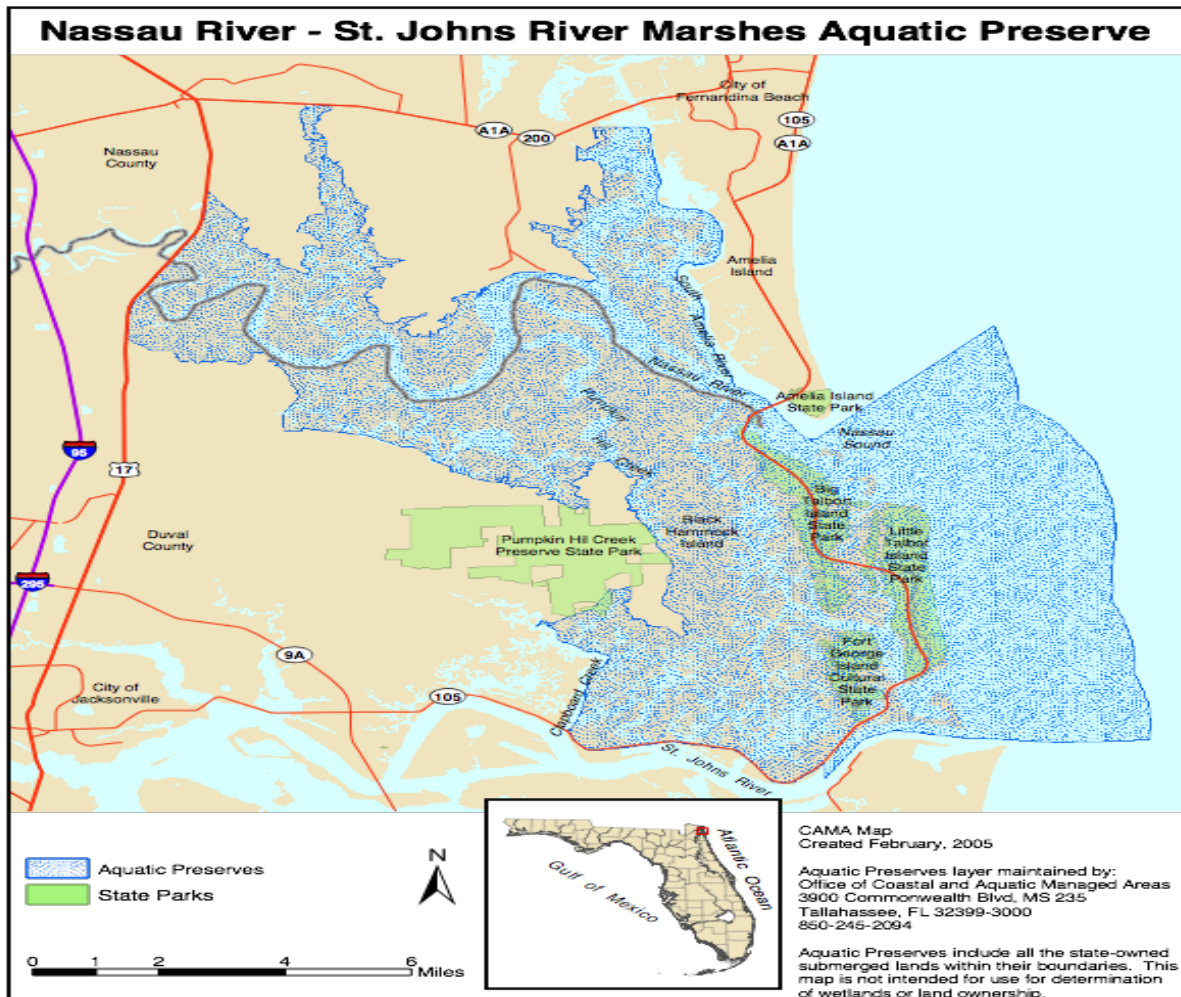 Nassau River - St. Johns River Marshes Aquatic Preserve
City of
Fernandina Beach
105
A1A
A1A
200
Nassau
County
Amelia
Island
South Amelia River
Nassau River
Amelia Island
State Park
Nassau
Sound
Pumpkin Hill Creek
95
17
Big
Talbot
Island
State
Park
Little
Talbot
Island
State
Park
Black
Hammock
Island
Duval
County
Pumpkin Hil Creek
Preserve State Park
295
9A
Fort
George
Island
Cultural
State
Park
City of
Jacksonville
105
Clapboard Creek
St. Johns River
Aquatic Preserves
State Parks
N
0 1 2 4 6
Miles
Gulf of Mexico
Atlantic Ocean
CAMA Map
Created February, 2005
Aquatic Preserves layer maintained by:
Office of Coastal and Aquatic Managed Areas
3900 Commonwealth Blvd, MS 235
Tallahassee, FL 32399-3000
850-245-2094
Aquatic Preserves include all the state-owned
submerged lands within their boundaries. This
map is not intended for use for determination
of wetlands or land ownership.